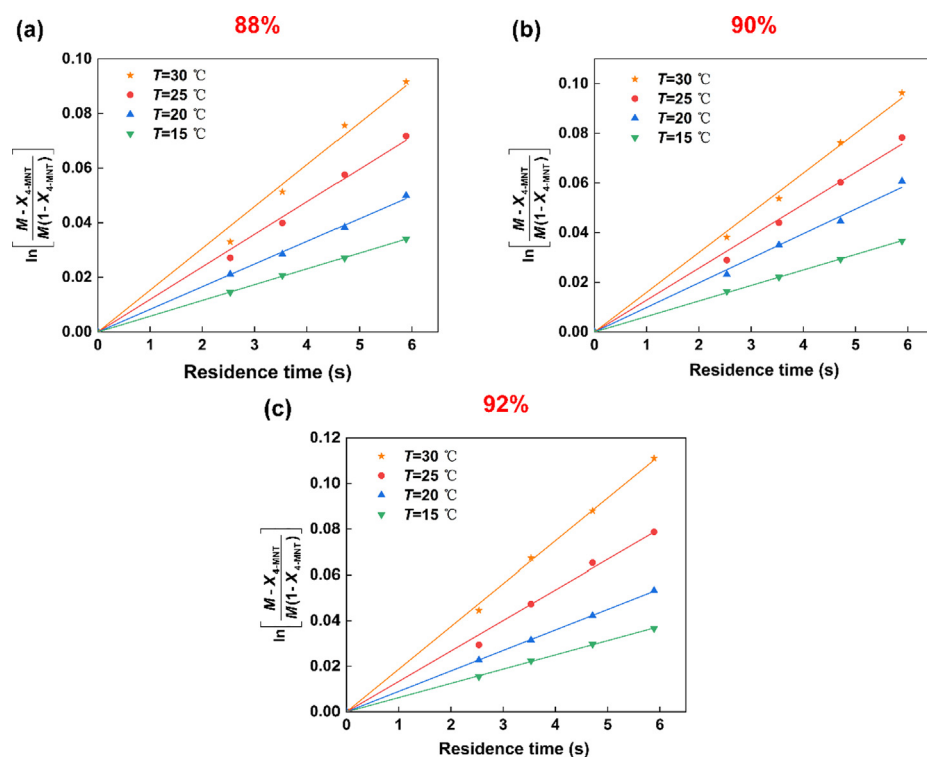 (a)
88%
ln[M - X4-MNT / M(1- X4-MNT)]
0.10
0.08
0.06
0.04
0.02
0.00
T=30 ℃
T=25 ℃
T=20 ℃
T=15 ℃
0 1 2 3 4 5 6
Residence time (s)
(b)
90%
ln[M - X4-MNT / M(1- X4-MNT)]
0.10
0.08
0.06
0.04
0.02
0.00
T=30 ℃
T=25 ℃
T=20 ℃
T=15 ℃
0 1 2 3 4 5 6
Residence time (s)
(c)
92%
ln[M - X4-MNT / M(1- X4-MNT)]
0.12
0.10
0.08
0.06
0.04
0.02
0.00
T=30 ℃
T=25 ℃
T=20 ℃
T=15 ℃
0 1 2 3 4 5 6
Residence time (s)